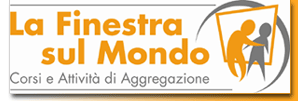 La Finestra
sul Mondo
Corsi e Attività di Aggregazione